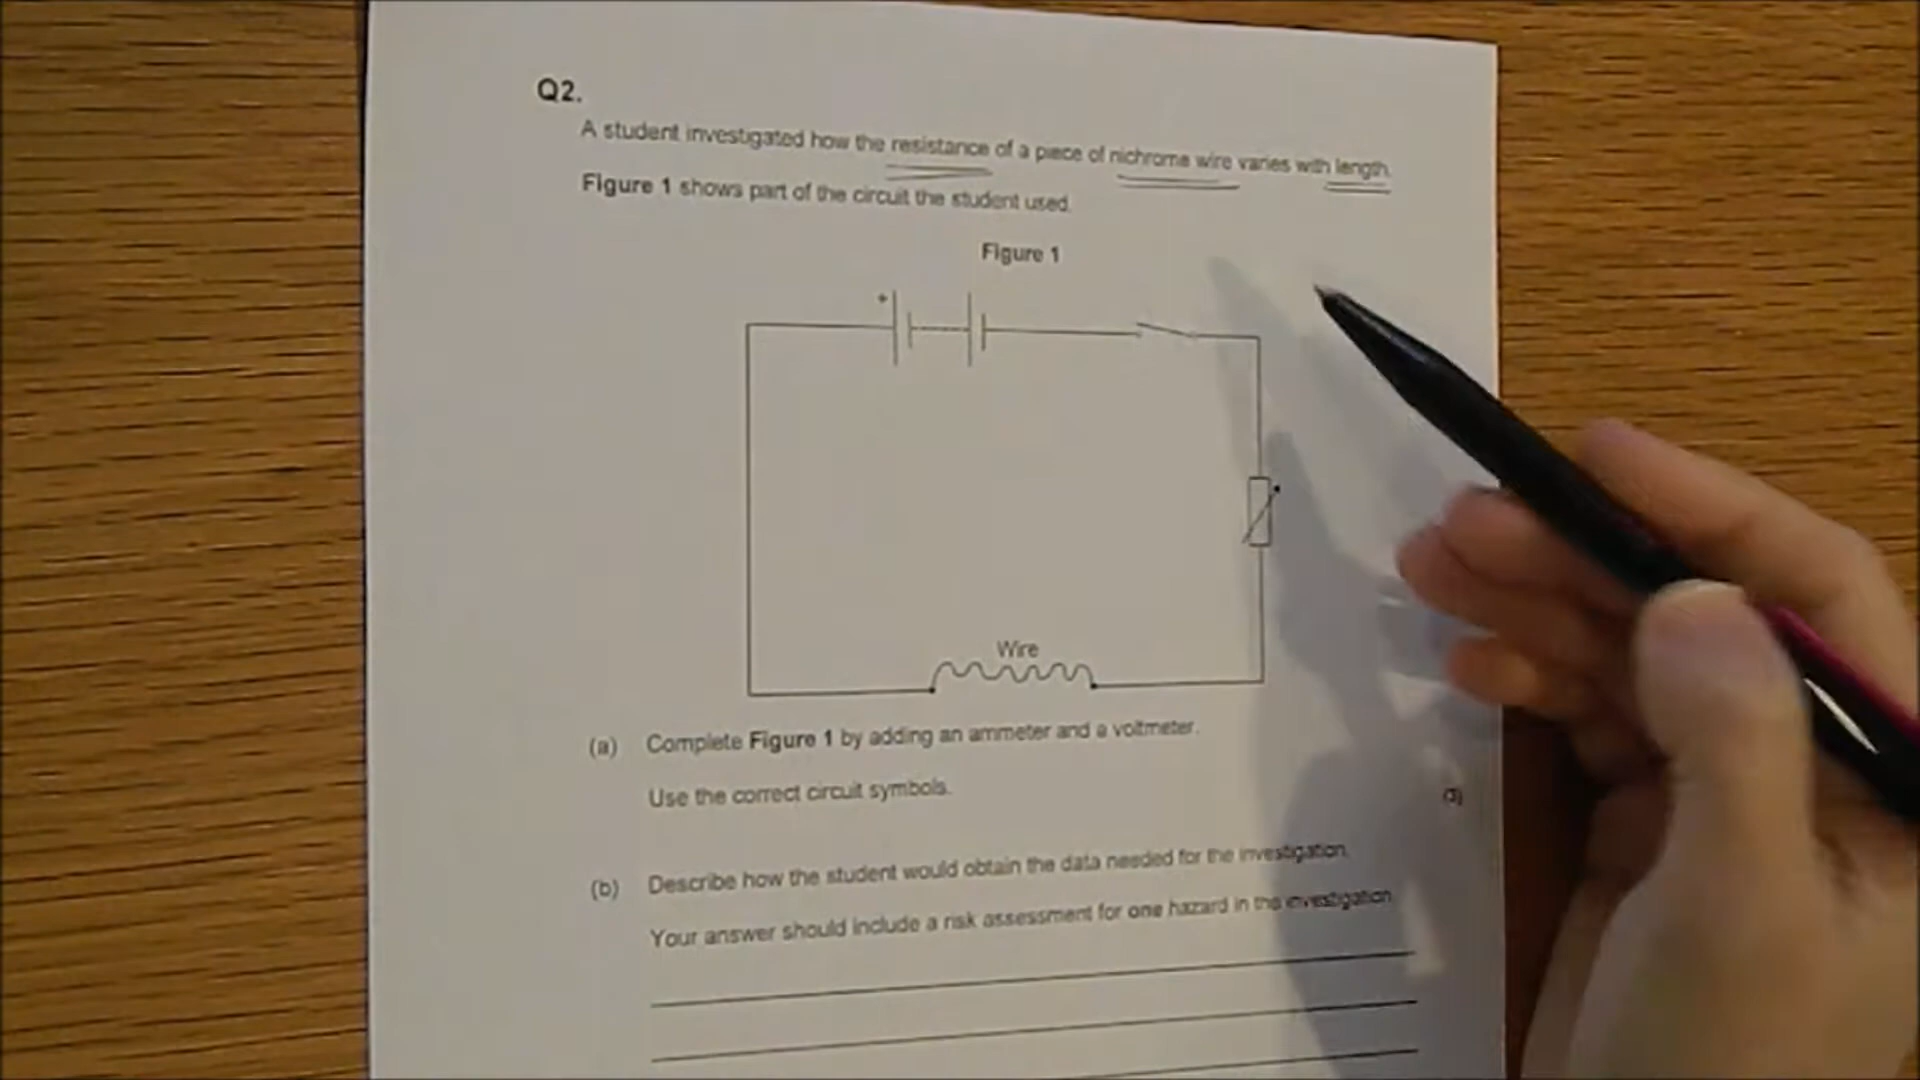 Q2.
A student investigated how the resistance of a piece of nichrome wire varies with length.
Figure 1 shows part of the circuit the student used.
Figure 1
+
Wire
(a) Complete Figure 1 by adding an ammeter and a voltmeter.
Use the correct circuit symbols.
(3)
(b) Describe how the student would obtain the data needed for the investigation.
Your answer should include a risk assessment for one hazard in the investigation.